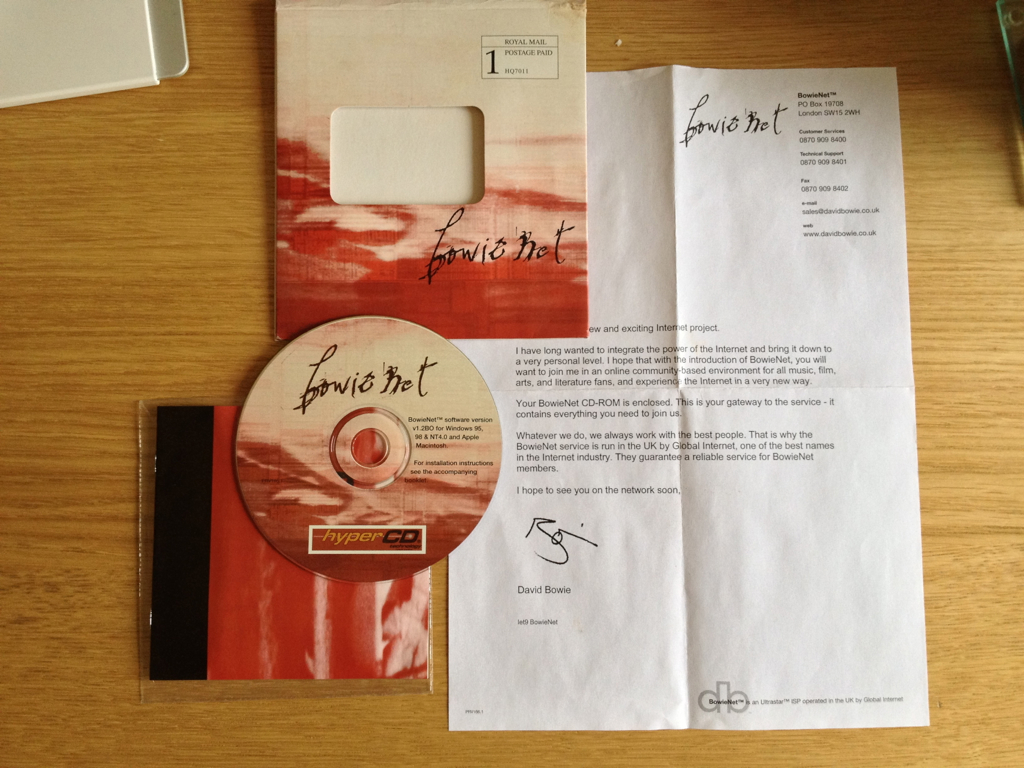 ROYAL MAIL
POSTAGE PAID
1
HQ7011
bowie'net
bowie'net
BowieNet™
PO Box 19708
London SW15 2WH
Customer Services
0870 909 8400
Technical Support
0870 909 8401
Fax
0870 909 8402
e-mail
sales@davidbowie.co.uk
web
www.davidbowie.co.uk
ew and exciting Internet project.
I have long wanted to integrate the power of the Internet and bring it down to
a very personal level. I hope that with the introduction of BowieNet, you will
want to join me in an online community-based environment for all music, film,
arts, and literature fans, and experience the Internet in a very new way.
Your BowieNet CD-ROM is enclosed. This is your gateway to the service - it
contains everything you need to join us.
Whatever we do, we always work with the best people. That is why the
BowieNet service is run in the UK by Global Internet, one of the best names
in the Internet industry. They guarantee a reliable service for BowieNet
members.
I hope to see you on the network soon,
David Bowie
let9 BowieNet
db
BowieNet™ is an Ultrastar™ ISP operated in the UK by Global Internet
bowie'net
BowieNet™ software version
v1.2BO for Windows 95,
98 & NT4.0 and Apple
Macintosh.
For installation instructions
see the accompanying
booklet
hyperCD